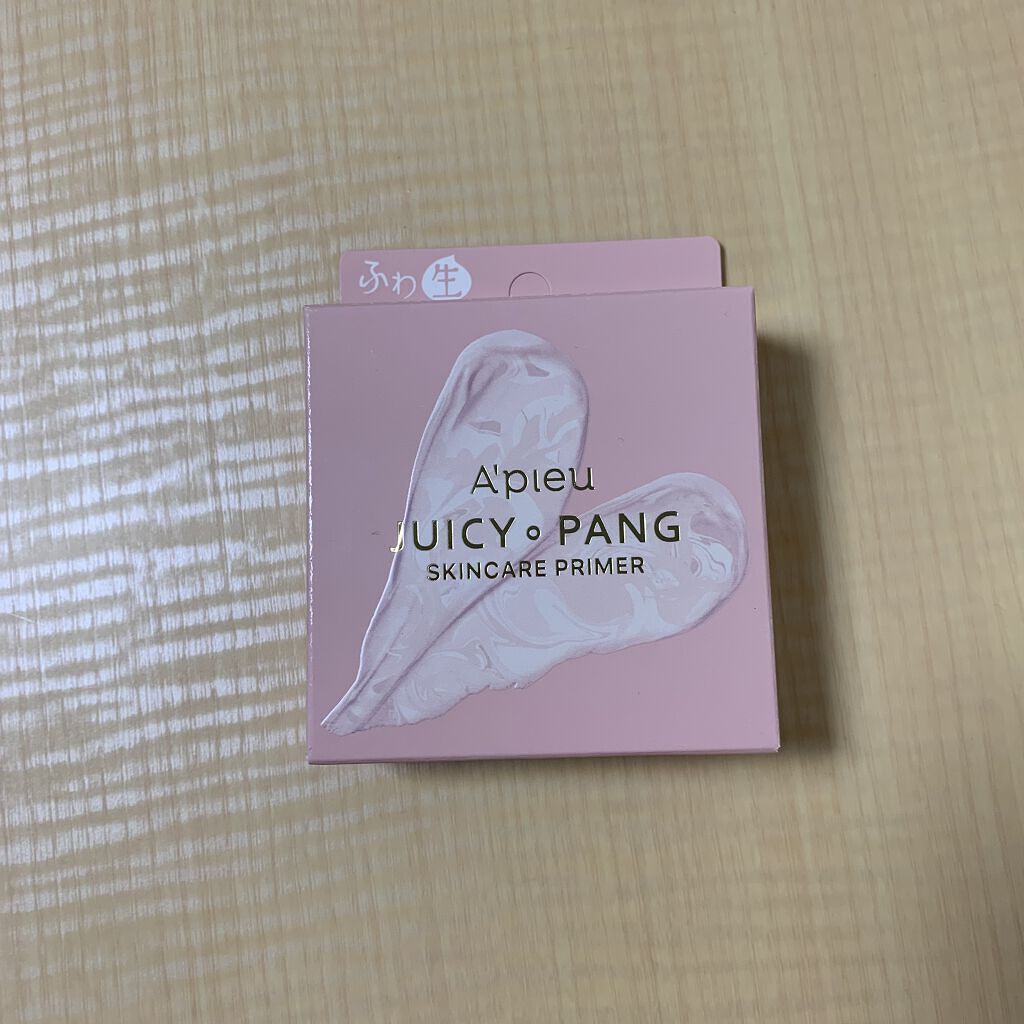 ふわ生
A'pieu
JUICY∘PANG
SKINCARE PRIMER